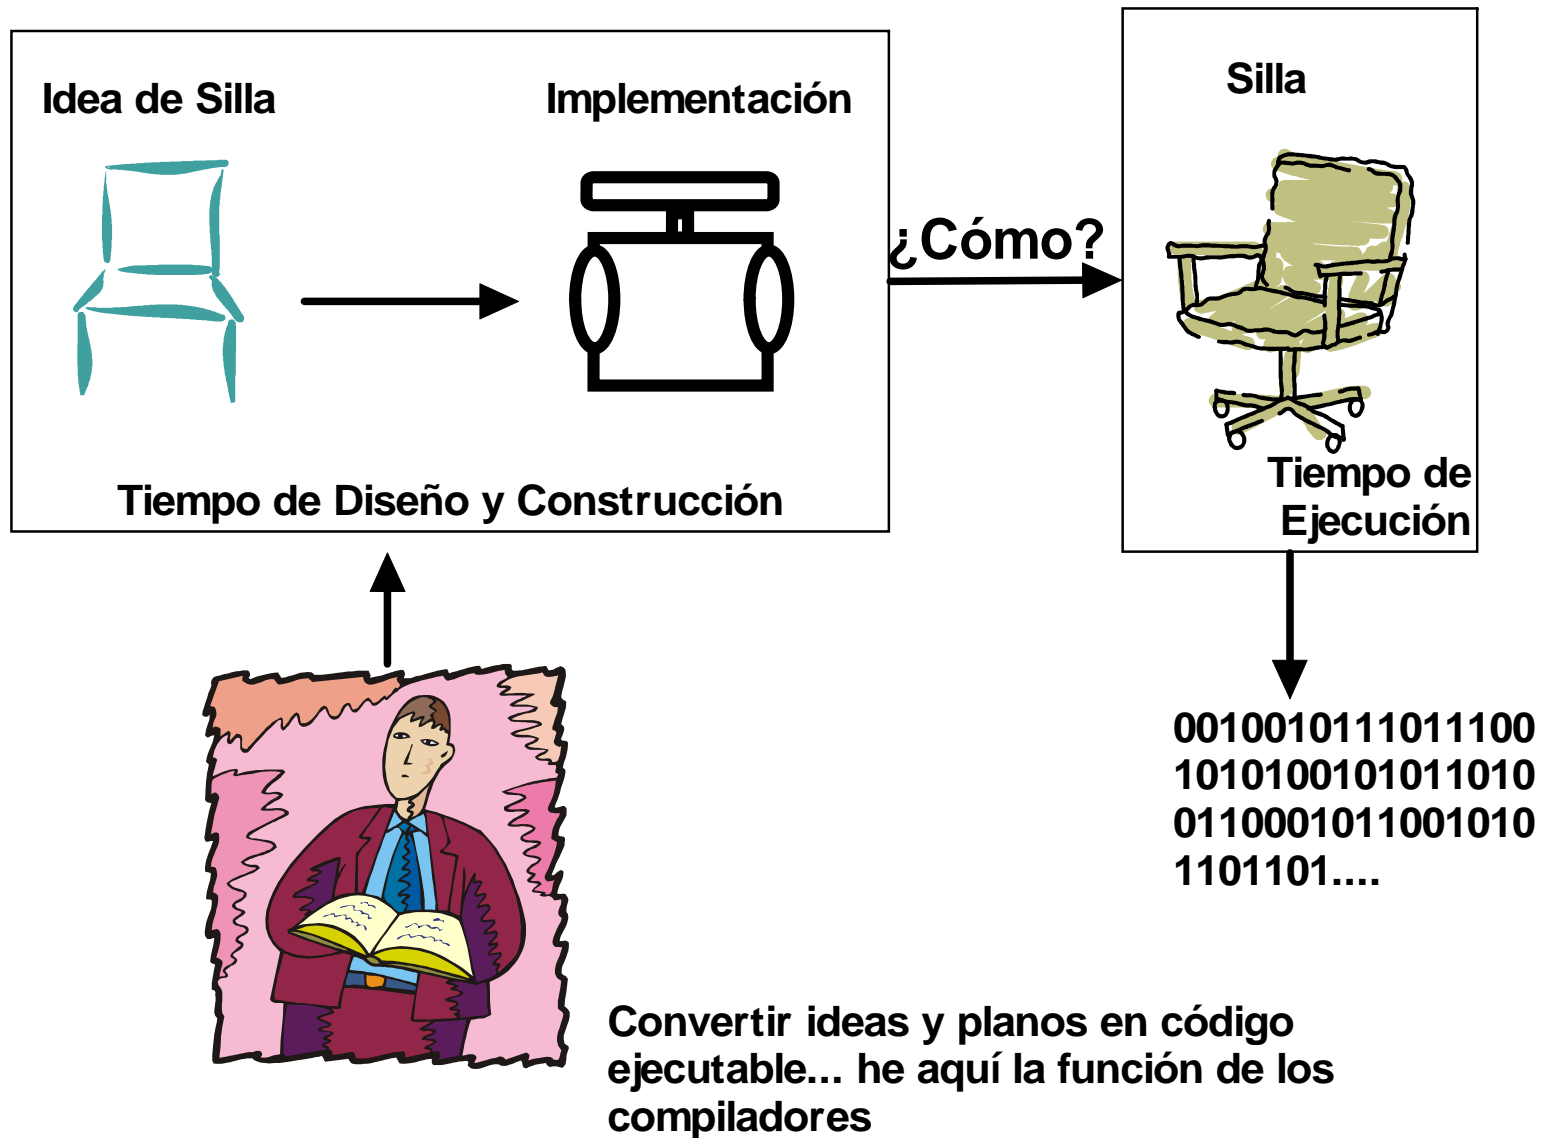 Idea de Silla
Implementación
Tiempo de Diseño y Construcción
¿Cómo?
Silla
Tiempo de
Ejecución
0010010111011100
1010100101011010
0110001011001010
1101101....
Convertir ideas y planos en código
ejecutable... he aquí la función de los
compiladores